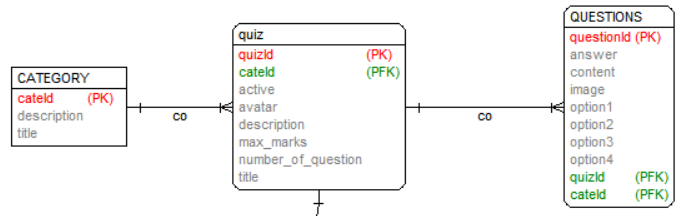 CATEGORY
cateId (PK)
description
title
co
quiz
quizId (PK)
cateId (PFK)
active
avatar
description
max_marks
number_of_question
title
co
QUESTIONS
questionId (PK)
answer
content
image
option1
option2
option3
option4
quizId (PFK)
cateId (PFK)